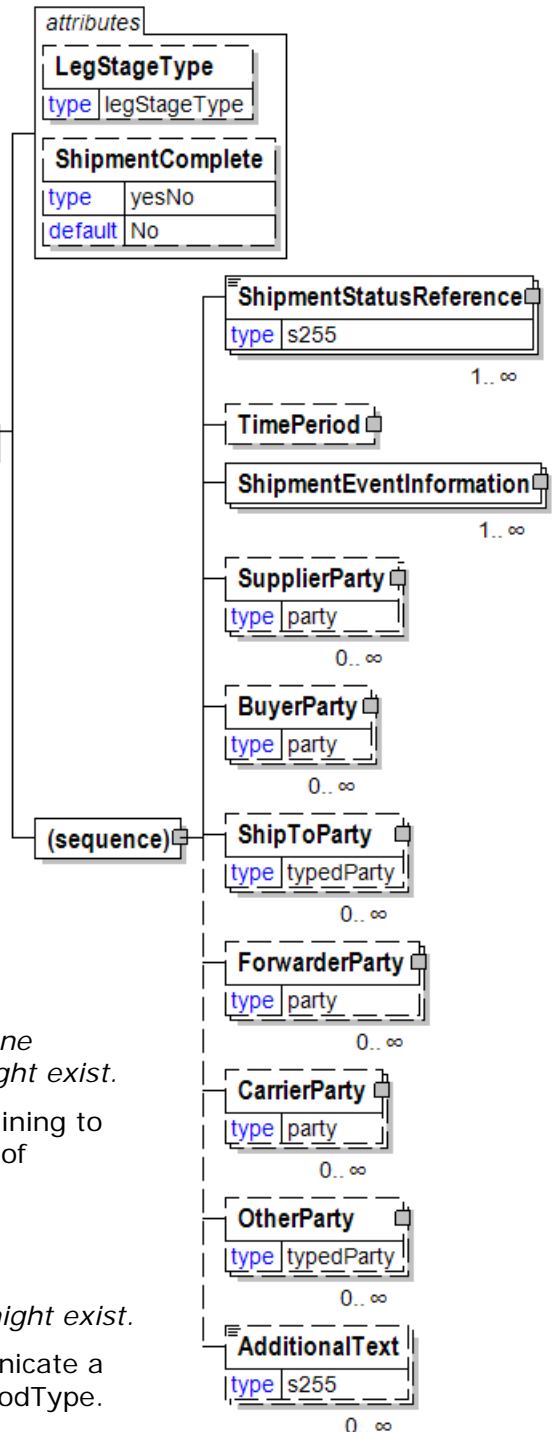 attributes
LegStageType
type legStageType
ShipmentComplete
type yesNo
default No
ShipmentStatusReference
type s255
1.. ∞
TimePeriod
ShipmentEventInformation
1.. ∞
SupplierParty
type party
0.. ∞
BuyerParty
type party
0.. ∞
(sequence)
ShipToParty
type typedParty
0.. ∞
ForwarderParty
type party
0.. ∞
CarrierParty
type party
0.. ∞
OtherParty
type typedParty
0.. ∞
AdditionalText
type s255
0.. ∞
ne
ght exist.
ining to
of
night exist.
nicate a
odType.